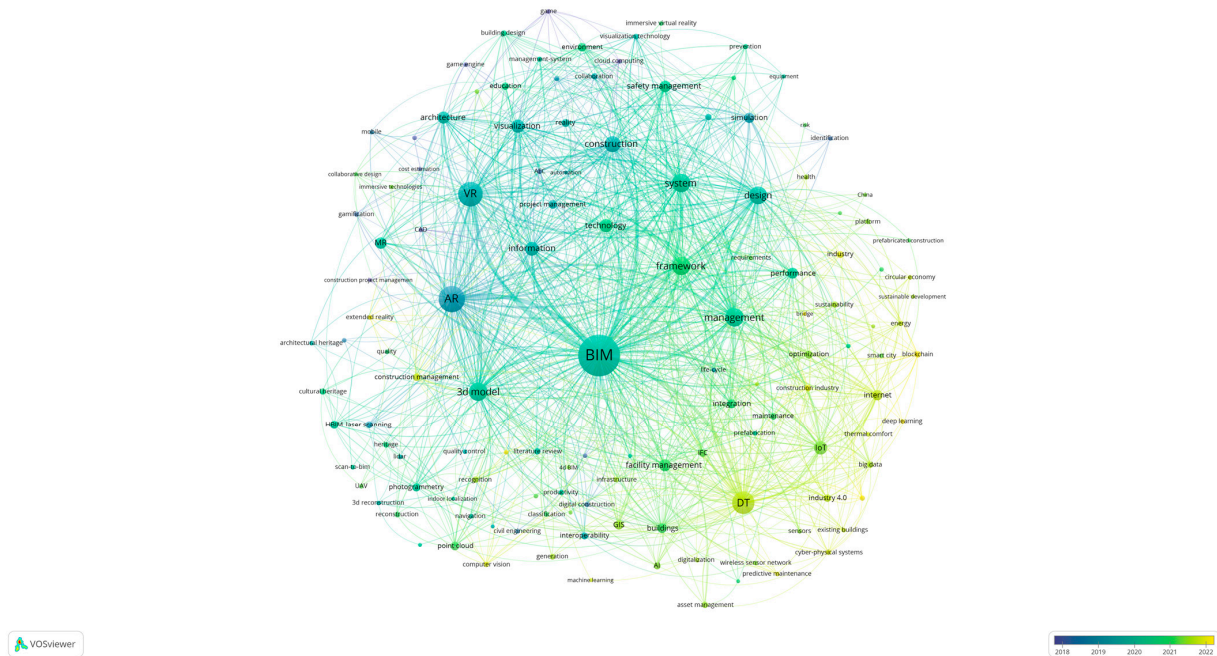 game
immersive virtual reality
building design
visualization technology
environment
prevention
management-system
cloud computing
game engine
collaboration
equipment
education
safety management
architecture
simulation
visualization
reality
risk
mobile
identification
construction
cost estimation
AEC
automation
collaborative design
health
immersive technologies
system
VR
design
China
project management
gamification
platform
technology
CAD
MR
prefabricated construction
information
requirements
industry
framework
performance
circular economy
construction project managemen
AR
sustainable development
sustainability
bridge
extended reality
management
energy
architectural heritage
quality
BIM
optimization
smart city
blockchain
life-cycle
construction management
cultural heritage
3d model
construction industry
internet
integration
maintenance
deep learning
HBIM
laser scanning
prefabrication
thermal comfort
heritage
quality control
literature review
IFC
IoT
lidar
scan-to-bim
4d BIM
facility management
big data
recognition
infrastructure
UAV
photogrammetry
productivity
indoor localization
industry 4.0
3d reconstruction
digital construction
DT
reconstruction
navigation
classification
GIS
civil engineering
buildings
sensors
existing buildings
interoperability
point cloud
generation
cyber-physical systems
computer vision
AI
digitalization
wireless sensor network
machine-learning
predictive maintenance
asset management
VOSviewer
2018
2019
2020
2021
2022